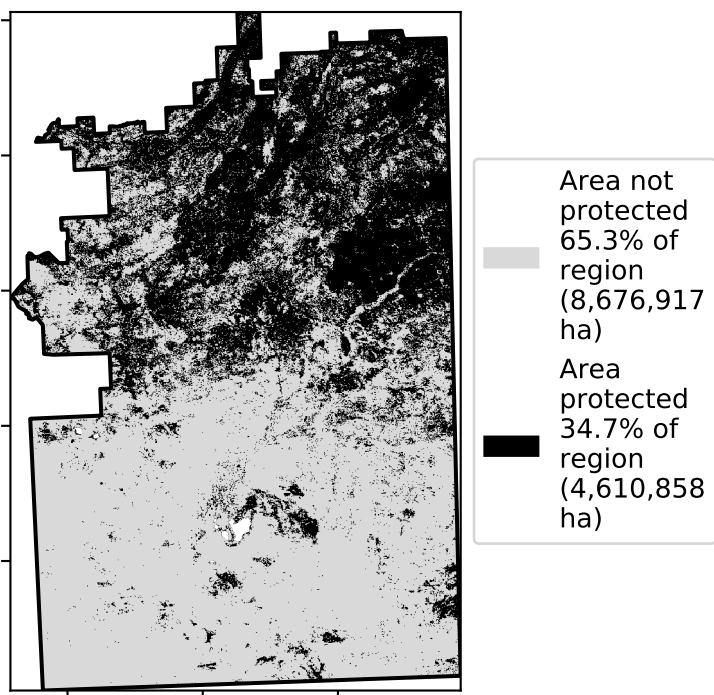 Area not
protected
65.3% of
region
(8,676,917
ha)
Area
protected
34.7% of
region
(4,610,858
ha)